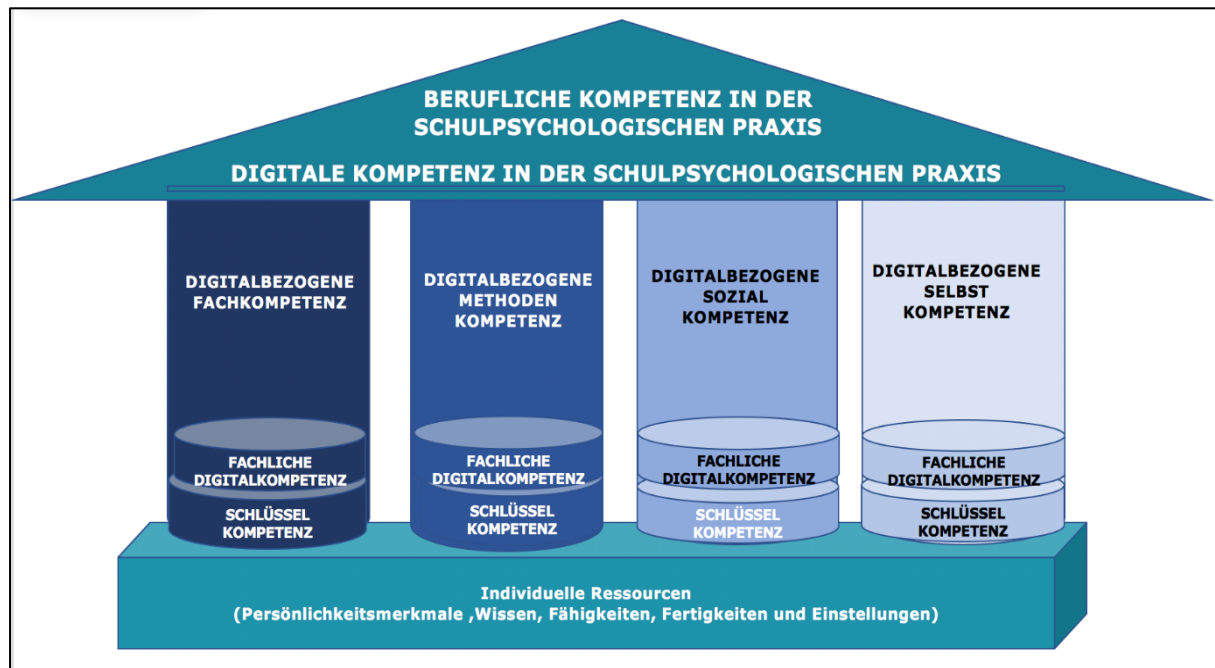 BERUFLICHE KOMPETENZ IN DER
SCHULPSYCHOLOGISCHEN PRAXIS
DIGITALE KOMPETENZ IN DER SCHULPSYCHOLOGISCHEN PRAXIS
DIGITALBEZOGENE
FACHKOMPETENZ
DIGITALBEZOGENE
METHODEN
KOMPETENZ
DIGITALBEZOGENE
SOZIAL
KOMPETENZ
DIGITALBEZOGENE
SELBST
KOMPETENZ
FACHLICHE
DIGITALKOMPETENZ
SCHLÜSSEL
KOMPETENZ
FACHLICHE
DIGITALKOMPETENZ
SCHLÜSSEL
KOMPETENZ
FACHLICHE
DIGITALKOMPETENZ
SCHLÜSSEL
KOMPETENZ
FACHLICHE
DIGITALKOMPETENZ
SCHLÜSSEL
KOMPETENZ
Individuelle Ressourcen
(Persönlichkeitsmerkmale ,Wissen, Fähigkeiten, Fertigkeiten und Einstellungen)